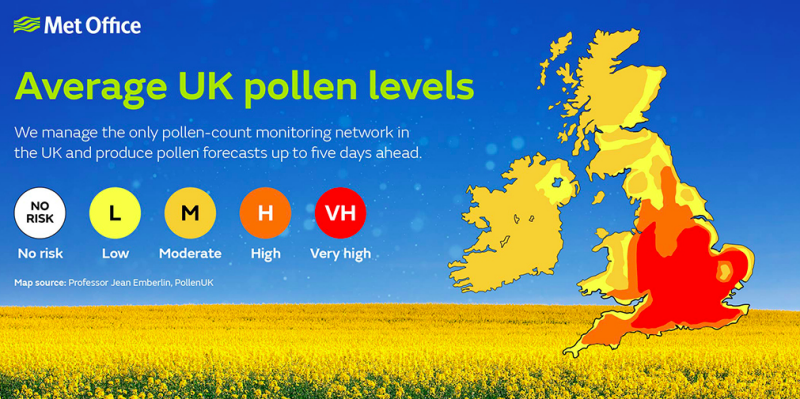 Met Office
Average UK pollen levels
We manage the only pollen-count monitoring network in
the UK and produce pollen forecasts up to five days ahead.
NO
RISK
L
M
H
VH
No risk
Low
Moderate
High
Very high
Map source: Professor Jean Emberlin, PollenUK